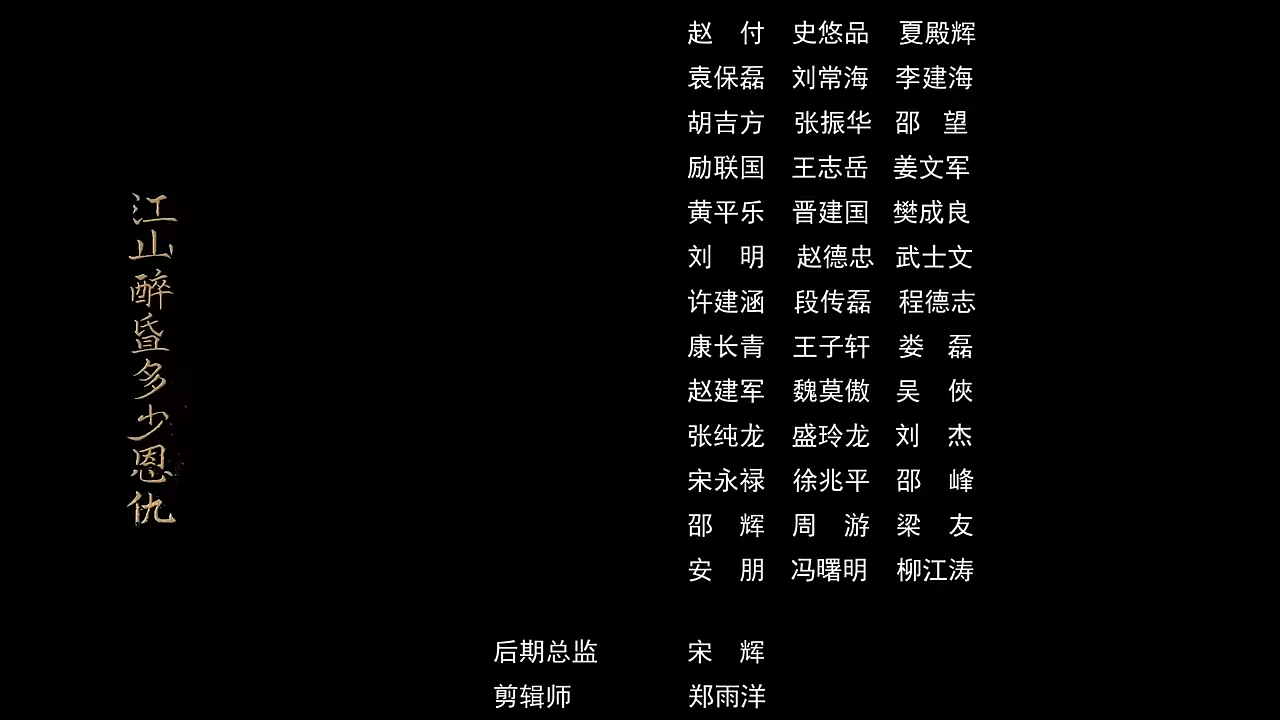 江山醉昏多少恩仇
赵 付 史悠品 夏殿辉
袁保磊 刘常海 李建海
胡吉方 张振华 邵 望
励联国 王志岳 姜文军
黄平乐 晋建国 樊成良
刘 明 赵德忠 武士文
许建涵 段传磊 程德志
康长青 王子轩 娄 磊
赵建军 魏莫傲 吴 侠
张纯龙 盛玲龙 刘 杰
宋永禄 徐兆平 邵 峰
邵 辉 周 游 梁 友
安 朋 冯曙明 柳江涛
后期总监 宋 辉
剪辑师 郑雨洋